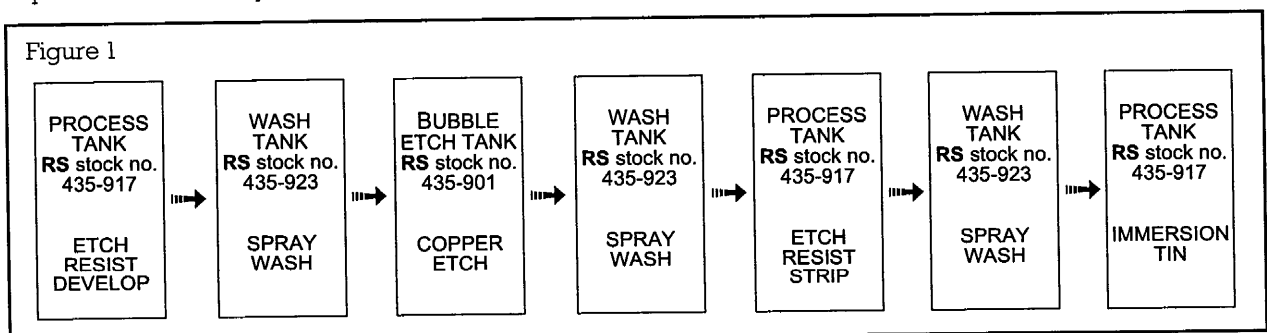 Figure 1
PROCESS
TANK
RS stock no.
435-917
ETCH
RESIST
DEVELOP
WASH
TANK
RS stock no.
435-923
SPRAY
WASH
BUBBLE
ETCH TANK
RS stock no.
435-901
COPPER
ETCH
WASH
TANK
RS stock no.
435-923
SPRAY
WASH
PROCESS
TANK
RS stock no.
435-917
ETCH
RESIST
STRIP
WASH
TANK
RS stock no.
435-923
SPRAY
WASH
PROCESS
TANK
RS stock no.
435-917
IMMERSION
TIN